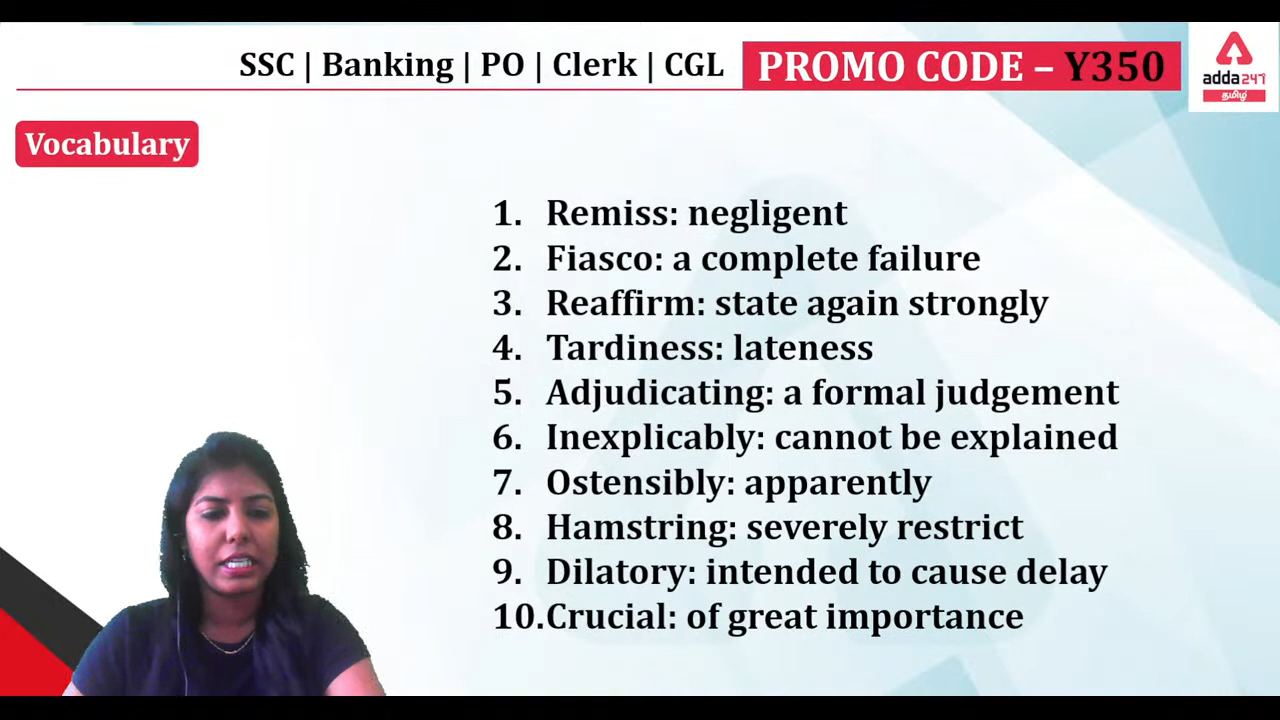 SSC | Banking | PO | Clerk | CGL PROMO CODE – Y350
adda247
தமிழ்
Vocabulary
1. Remiss: negligent
2. Fiasco: a complete failure
3. Reaffirm: state again strongly
4. Tardiness: lateness
5. Adjudicating: a formal judgement
6. Inexplicably: cannot be explained
7. Ostensibly: apparently
8. Hamstring: severely restrict
9. Dilatory: intended to cause delay
10.Crucial: of great importance